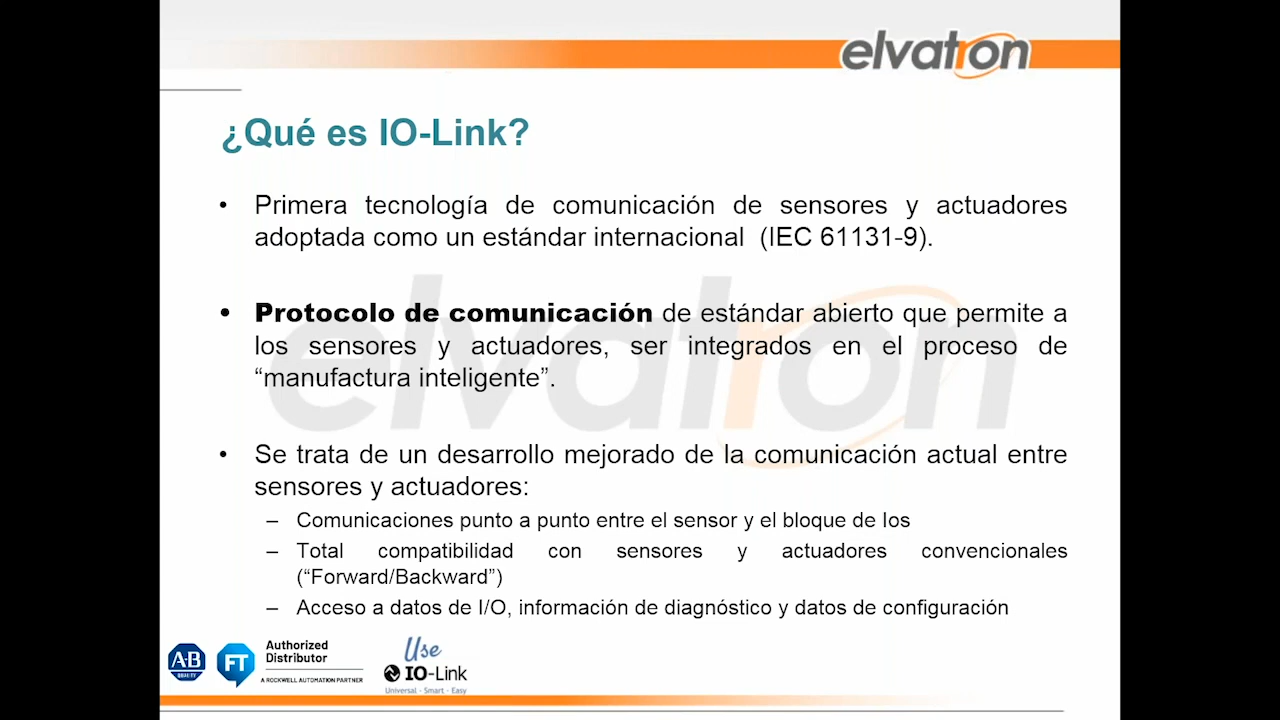 elvatron
¿Qué es IO-Link?
• Primera tecnología de comunicación de sensores y actuadores
adoptada como un estándar internacional (IEC 61131-9).
• Protocolo de comunicación de estándar abierto que permite a
los sensores y actuadores, ser integrados en el proceso de
“manufactura inteligente”.
• Se trata de un desarrollo mejorado de la comunicación actual entre
sensores y actuadores:
– Comunicaciones punto a punto entre el sensor y el bloque de Ios
– Total compatibilidad con sensores y actuadores convencionales
(“Forward/Backward”)
– Acceso a datos de I/O, información de diagnóstico y datos de configuración
elvatron
AB
QUALITY
FT
Authorized
Distributor
A ROCKWELL AUTOMATION PARTNER
Use
IO-Link
Universal - Smart - Easy